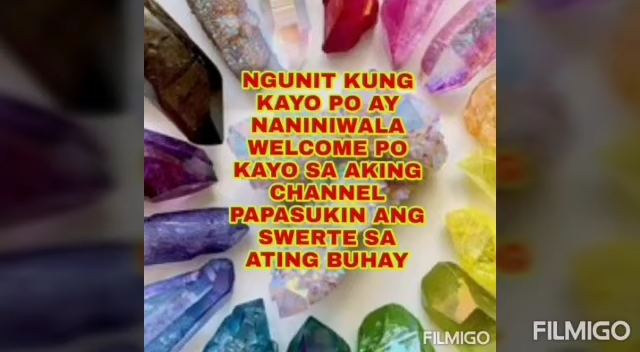 NGUNIT KUNG
KAYO PO AY
NANINIWALA
WELCOME PO
KAYO SA AKING
CHANNEL
PAPASUKIN ANG
SWERTE SA
ATING BUHAY
FILMIGO
FILMIGO